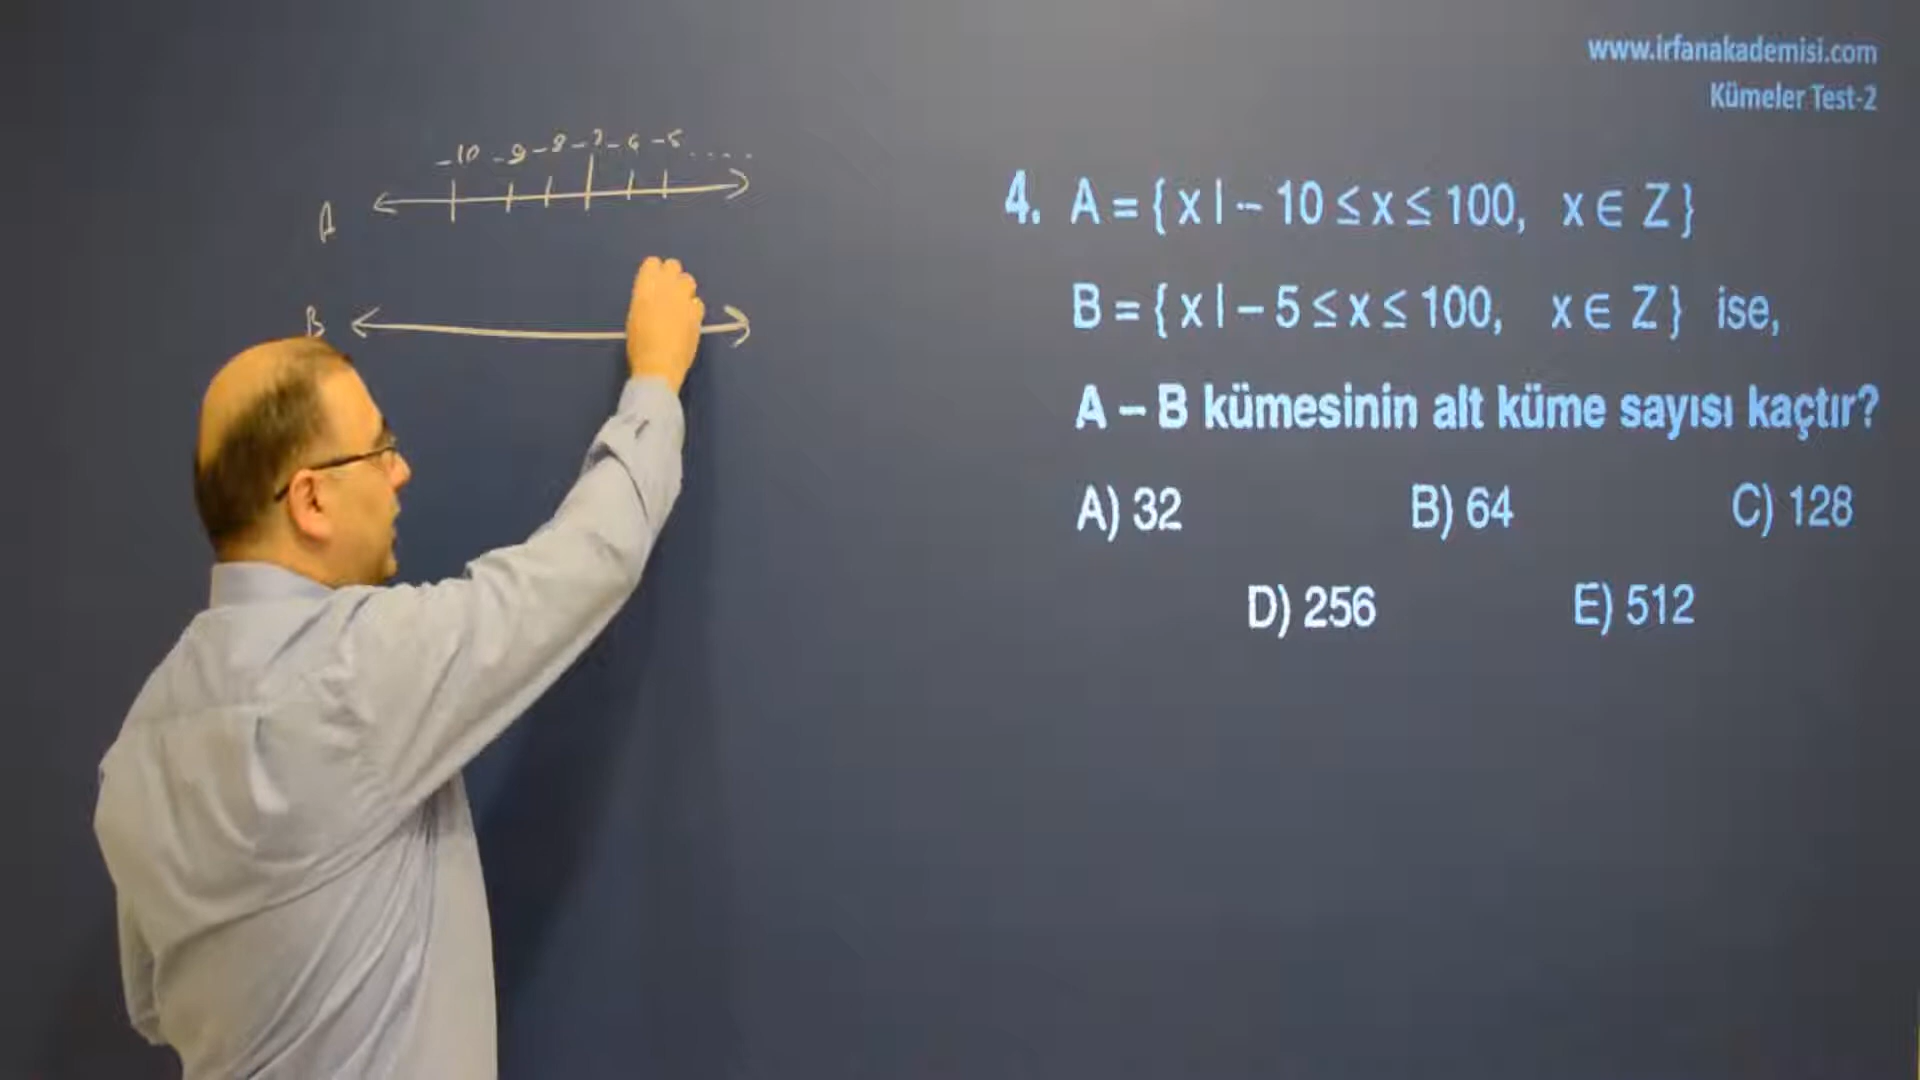 www.irfanakademisi.com
Kümeler Test-2
-10 -9 -8 -7 -6 -5 ....
A
B
4. A = { x | – 10 ≤ x ≤ 100, x ∈ Z }
B = { x | – 5 ≤ x ≤ 100, x ∈ Z } ise,
A – B kümesinin alt küme sayısı kaçtır?
A) 32 B) 64 C) 128
D) 256 E) 512